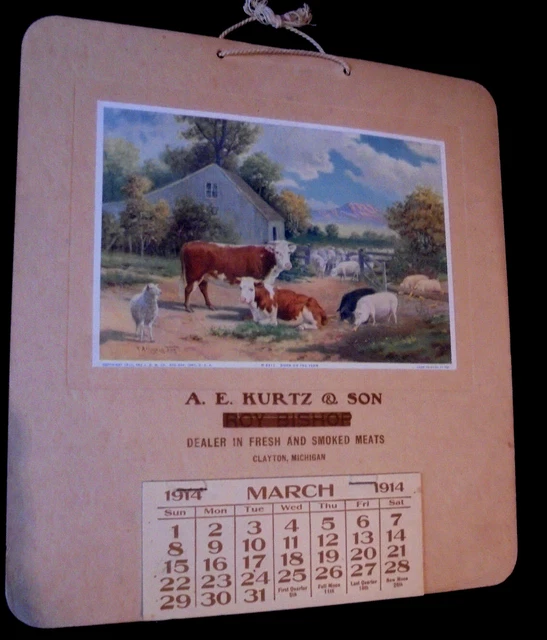 A. E. KURTZ & SON
ROY BISHOP
DEALER IN FRESH AND SMOKED MEATS
CLAYTON, MICHIGAN
1914 MARCH 1914
Sun Mon Tue Wed Thu Fri Sat
1 2 3 4 5 6 7
8 9 10 11 12 13 14
15 16 17 18 19 20 21
22 23 24 25 26 27 28
29 30 31 First Quarter Full Moon Last Quarter New Moon